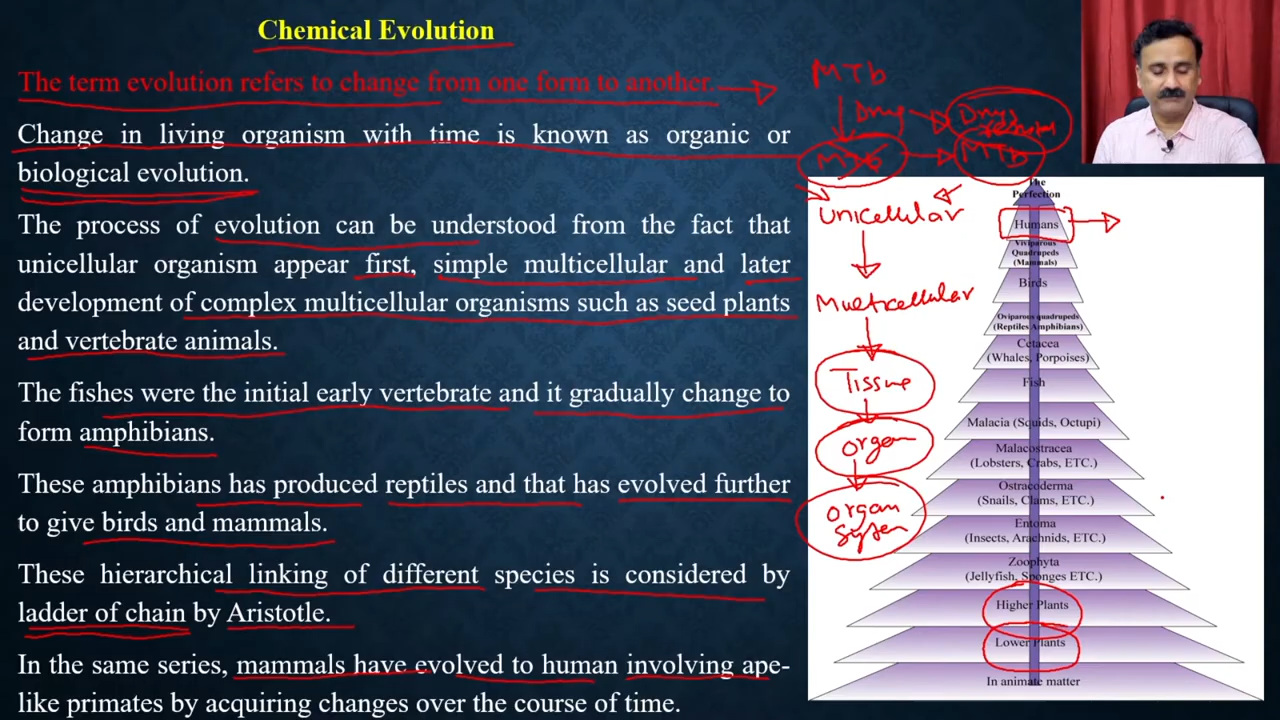 Chemical Evolution
The term evolution refers to change from one form to another.
Change in living organism with time is known as organic or
biological evolution.
The process of evolution can be understood from the fact that
unicellular organism appear first, simple multicellular and later
development of complex multicellular organisms such as seed plants
and vertebrate animals.
The fishes were the initial early vertebrate and it gradually change to
form amphibians.
These amphibians has produced reptiles and that has evolved further
to give birds and mammals.
These hierarchical linking of different species is considered by
ladder of chain by Aristotle.
In the same series, mammals have evolved to human involving ape-
like primates by acquiring changes over the course of time.
MTb
Drug
Drug
MTb
Unicellular
Multicellular
Tissue
Organ
Organ
System
The
Perfection
Humans
Viviparous
Quadrupeds
(Mammals)
Birds
Oviparous quadrupeds
(Reptiles Amphibians)
Cetacea
(Whales, Porpoises)
Fish
Malacia (Squids, Octupi)
Malacostracea
(Lobsters, Crabs, ETC.)
Ostracoderma
(Snails, Clams, ETC.)
Entoma
(Insects, Arachnids, ETC.)
Zoophyta
(Jellyfish, Sponges ETC.)
Higher Plants
Lower Plants
In animate matter